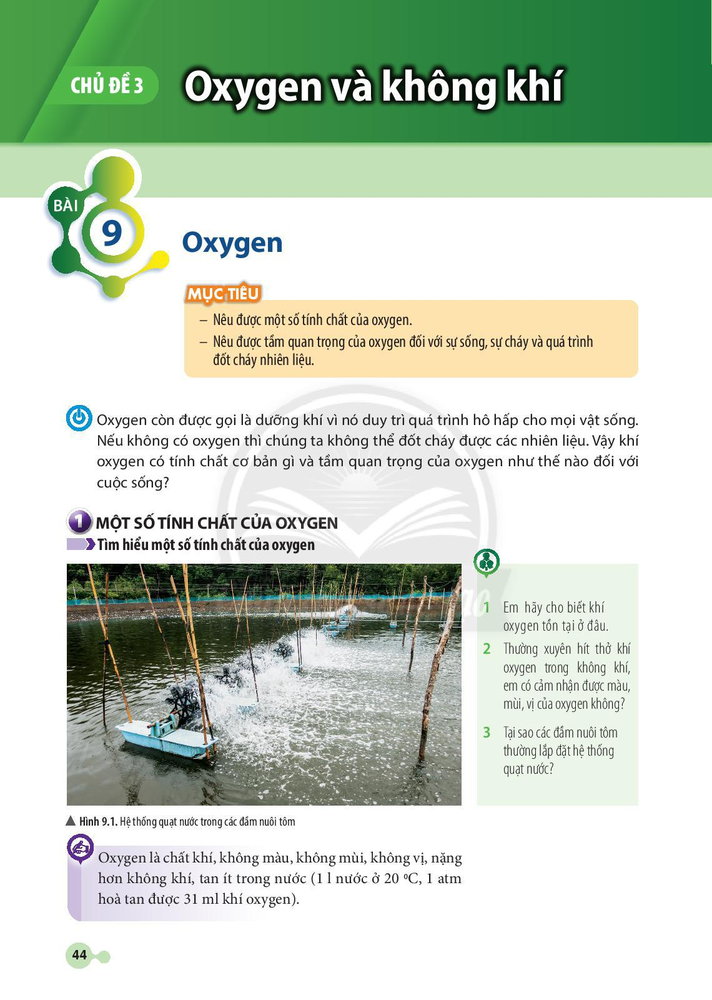 CHỦ ĐỀ 3
Oxygen và không khí
BÀI
9
Oxygen
MỤC TIÊU
– Nêu được một số tính chất của oxygen.
– Nêu được tầm quan trọng của oxygen đối với sự sống, sự cháy và quá trình
đốt cháy nhiên liệu.
Oxygen còn được gọi là dưỡng khí vì nó duy trì quá trình hô hấp cho mọi vật sống.
Nếu không có oxygen thì chúng ta không thể đốt cháy được các nhiên liệu. Vậy khí
oxygen có tính chất cơ bản gì và tầm quan trọng của oxygen như thế nào đối với
cuộc sống?
1 MỘT SỐ TÍNH CHẤT CỦA OXYGEN
Tìm hiểu một số tính chất của oxygen
1 Em hãy cho biết khí
oxygen tồn tại ở đâu.
2 Thường xuyên hít thở khí
oxygen trong không khí,
em có cảm nhận được màu,
mùi, vị của oxygen không?
3 Tại sao các đầm nuôi tôm
thường lắp đặt hệ thống
quạt nước?
Hình 9.1. Hệ thống quạt nước trong các đầm nuôi tôm
Oxygen là chất khí, không màu, không mùi, không vị, nặng
hơn không khí, tan ít trong nước (1 l nước ở 20 ⁰C, 1 atm
hoà tan được 31 ml khí oxygen).
44